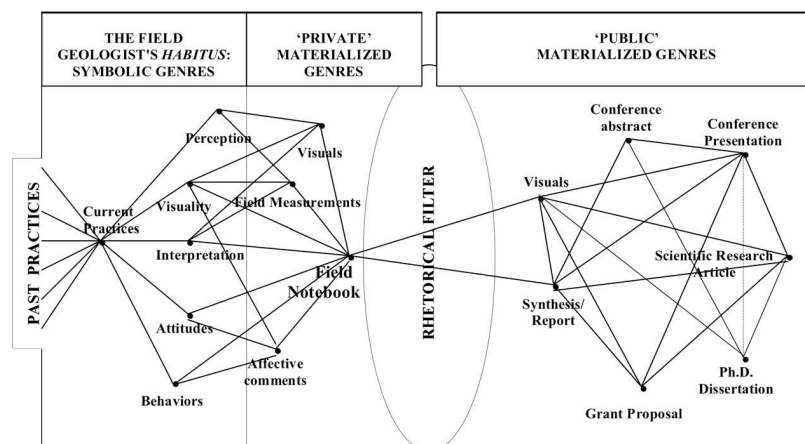 THE FIELD
GEOLOGIST'S HABITUS:
SYMBOLIC GENRES
‘PRIVATE’
MATERIALIZED
GENRES
‘PUBLIC’
MATERIALIZED GENRES
PAST PRACTICES
Current
Practices
Perception
Visuality
Interpretation
Attitudes
Behaviors
Visuals
Field Measurements
Field
Notebook
Affective
comments
RHETORICAL FILTER
Conference
abstract
Conference
Presentation
Visuals
Scientific Research
Article
Synthesis/
Report
Ph.D.
Dissertation
Grant Proposal